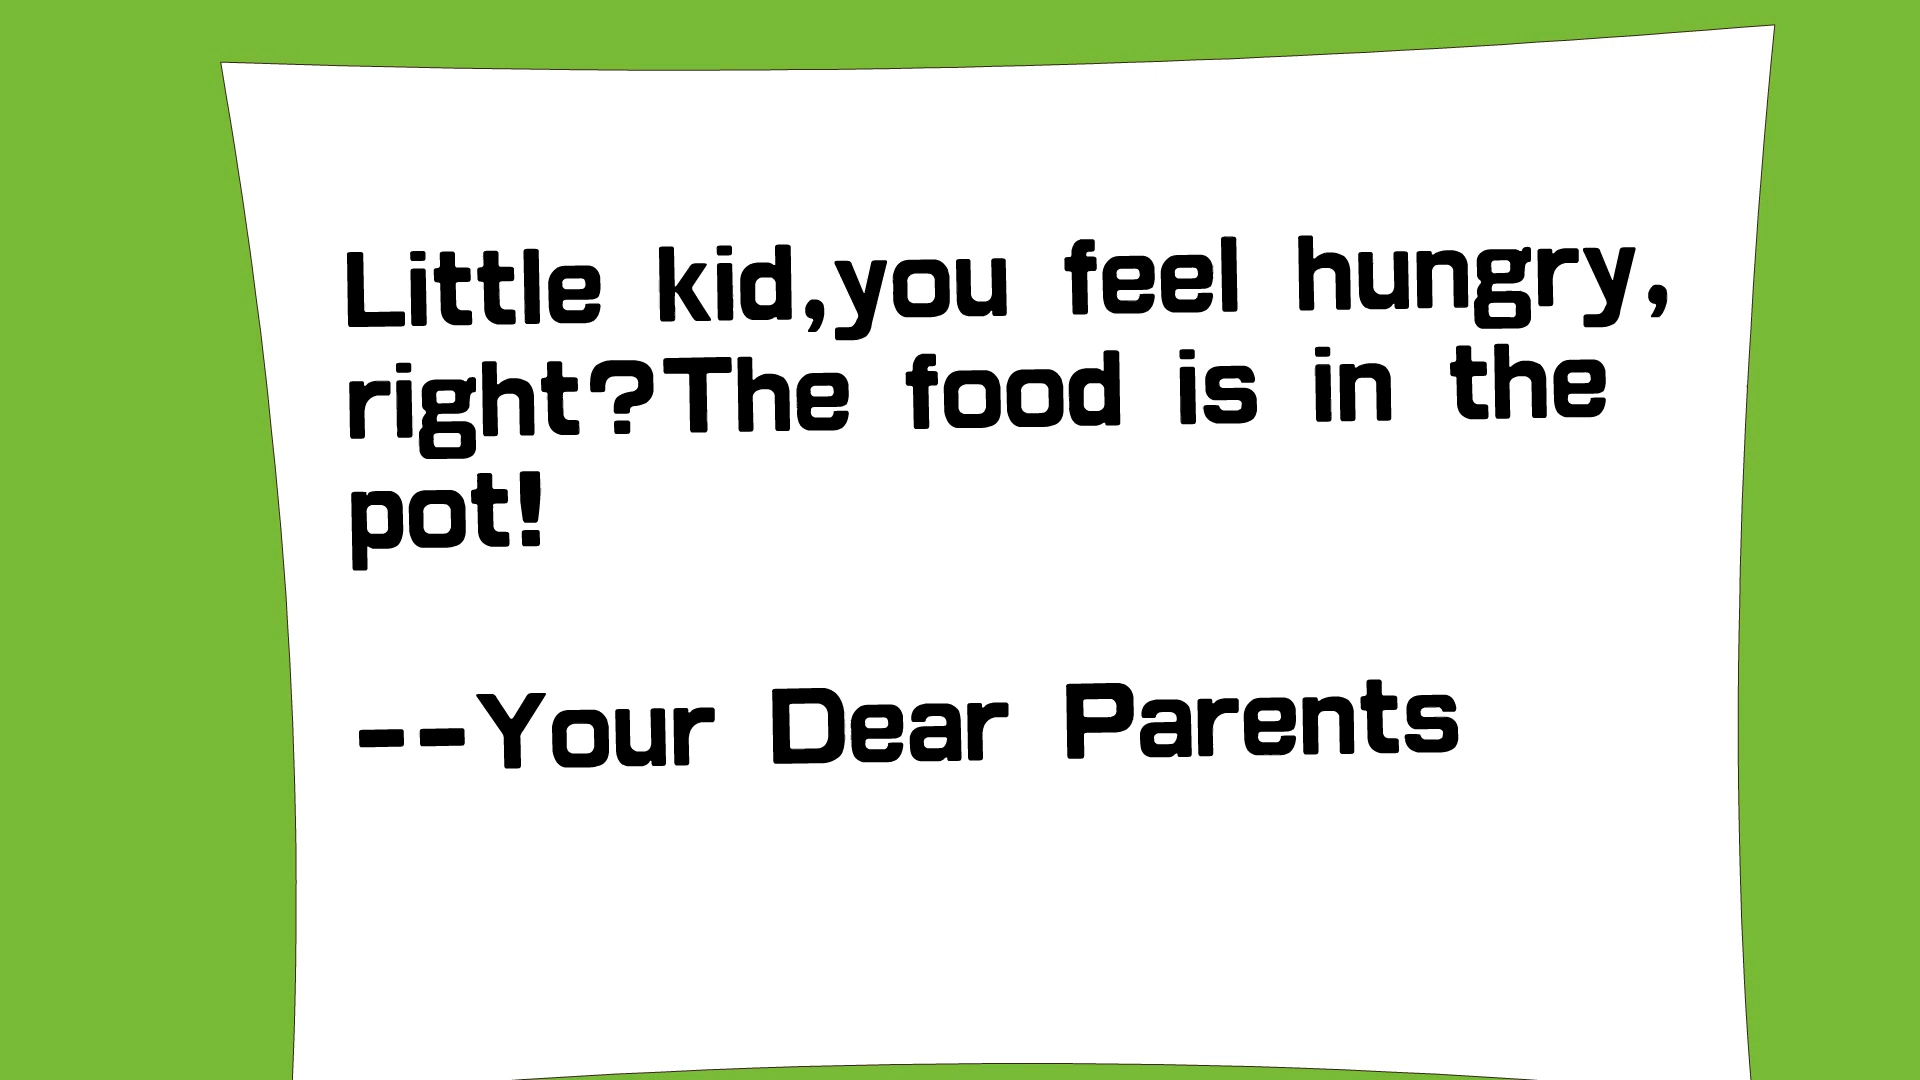 Little kid,you feel hungry,
right?The food is in the
pot!
--Your Dear Parents